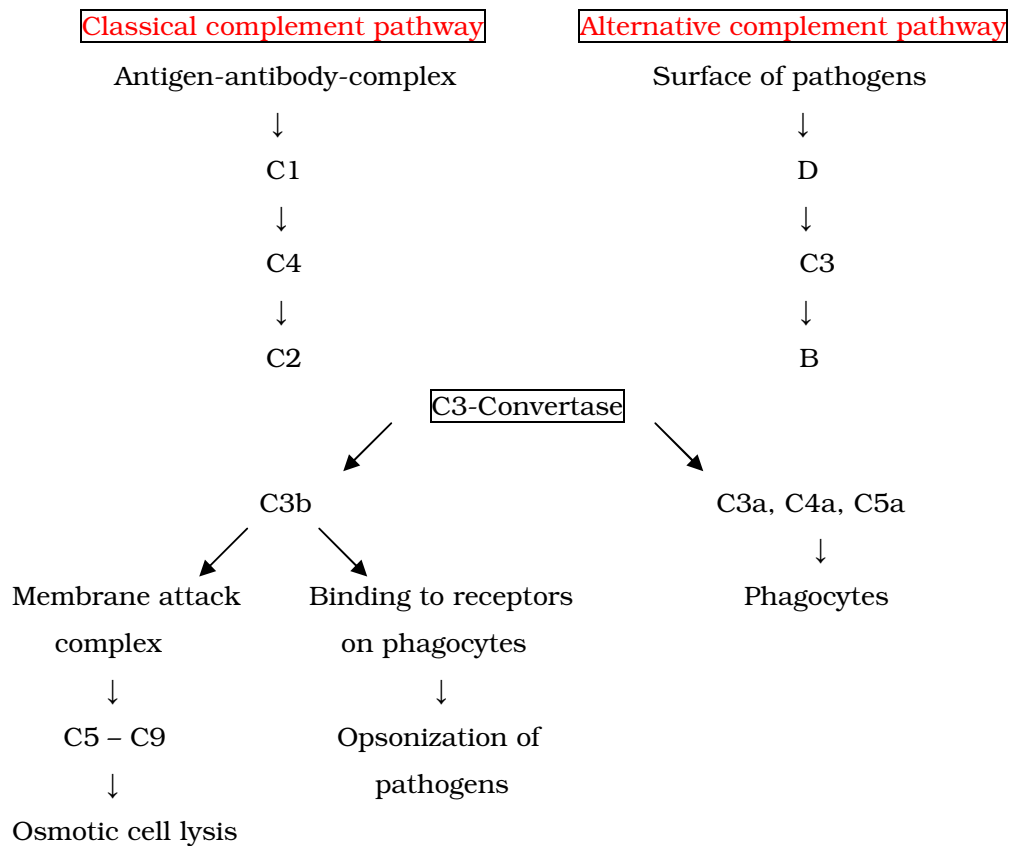 Classical complement pathway
Alternative complement pathway
Antigen-antibody-complex
Surface of pathogens
↓
↓
C1
D
↓
↓
C4
C3
↓
↓
C2
B
C3-Convertase
C3b
C3a, C4a, C5a
↓
Membrane attack
Binding to receptors
Phagocytes
complex
on phagocytes
↓
↓
C5 – C9
Opsonization of
↓
pathogens
Osmotic cell lysis